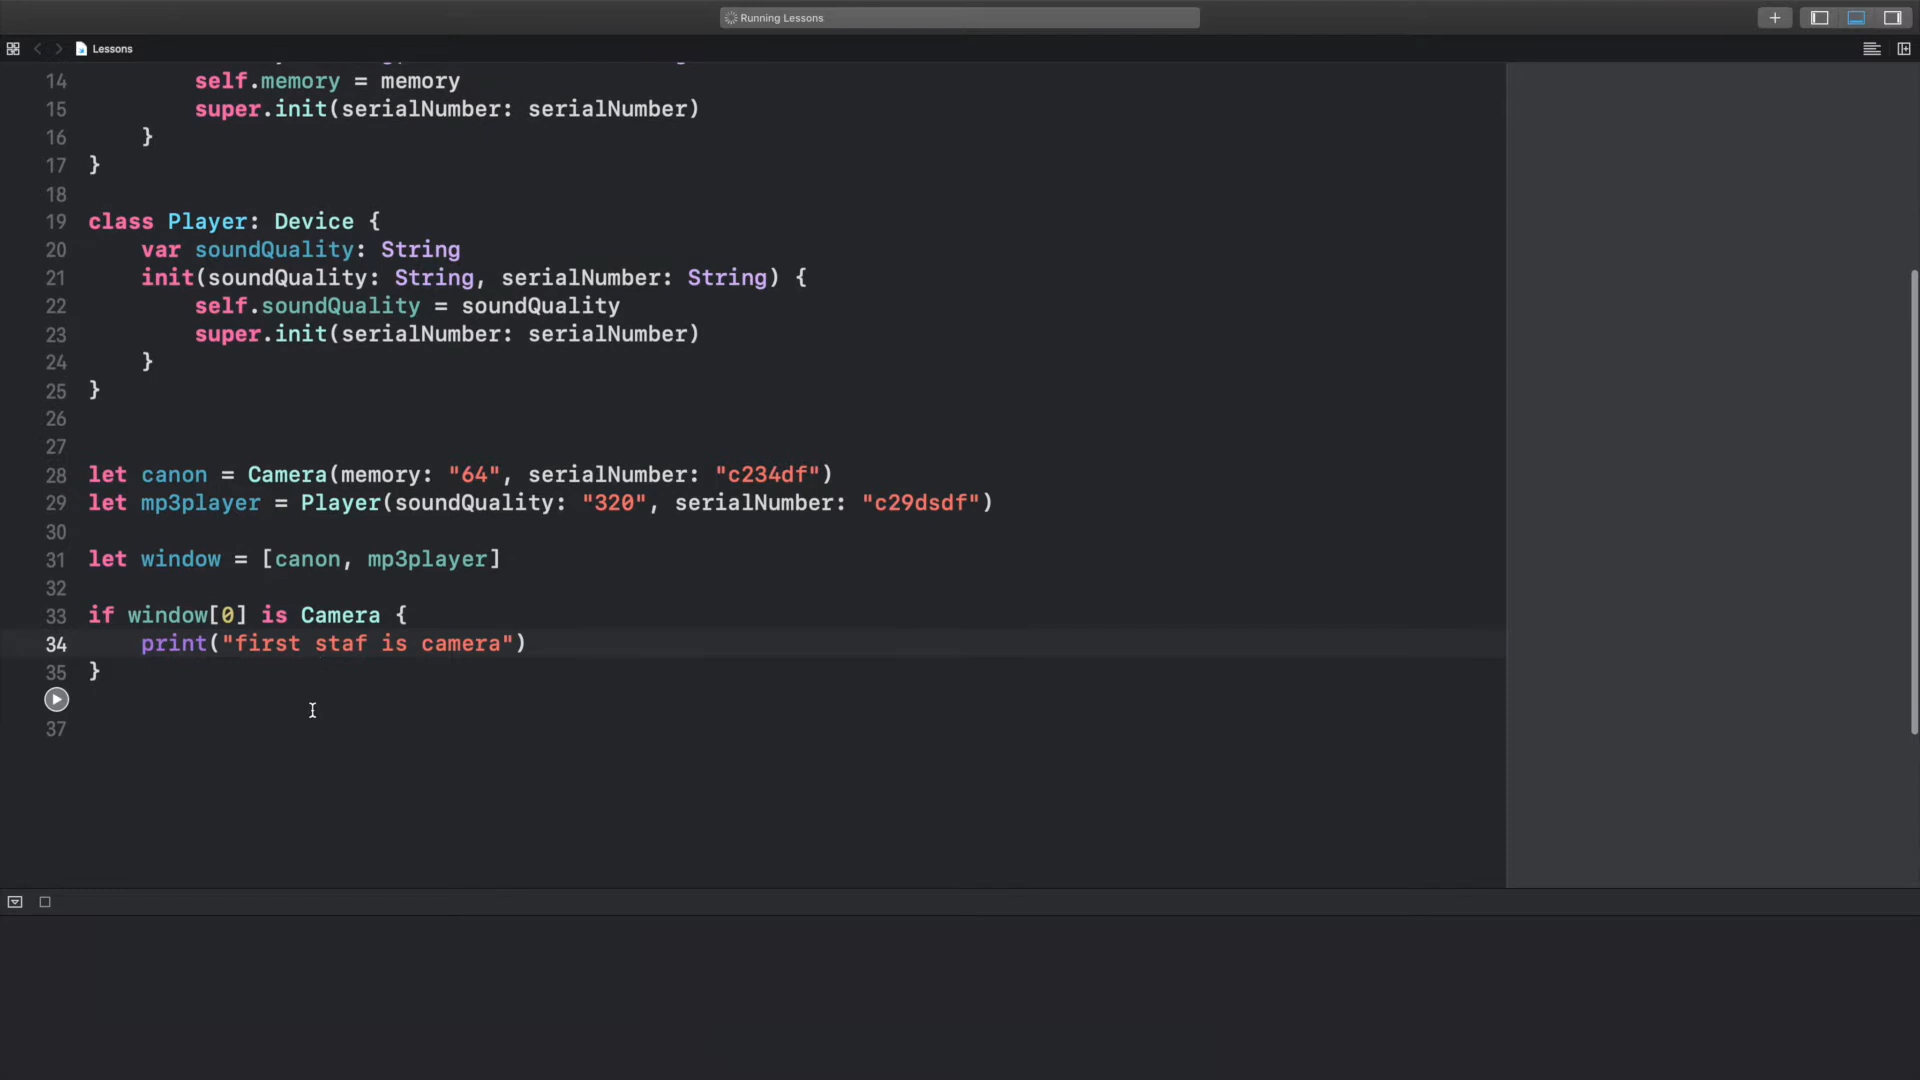 Running Lessons
Lessons
14 self.memory = memory
15 super.init(serialNumber: serialNumber)
16 }
17 }
18
19 class Player: Device {
20 var soundQuality: String
21 init(soundQuality: String, serialNumber: String) {
22 self.soundQuality = soundQuality
23 super.init(serialNumber: serialNumber)
24 }
25 }
26
27
28 let canon = Camera(memory: "64", serialNumber: "c234df")
29 let mp3player = Player(soundQuality: "320", serialNumber: "c29dsdf")
30
31 let window = [canon, mp3player]
32
33 if window[0] is Camera {
34 print("first staf is camera")
35 }
37